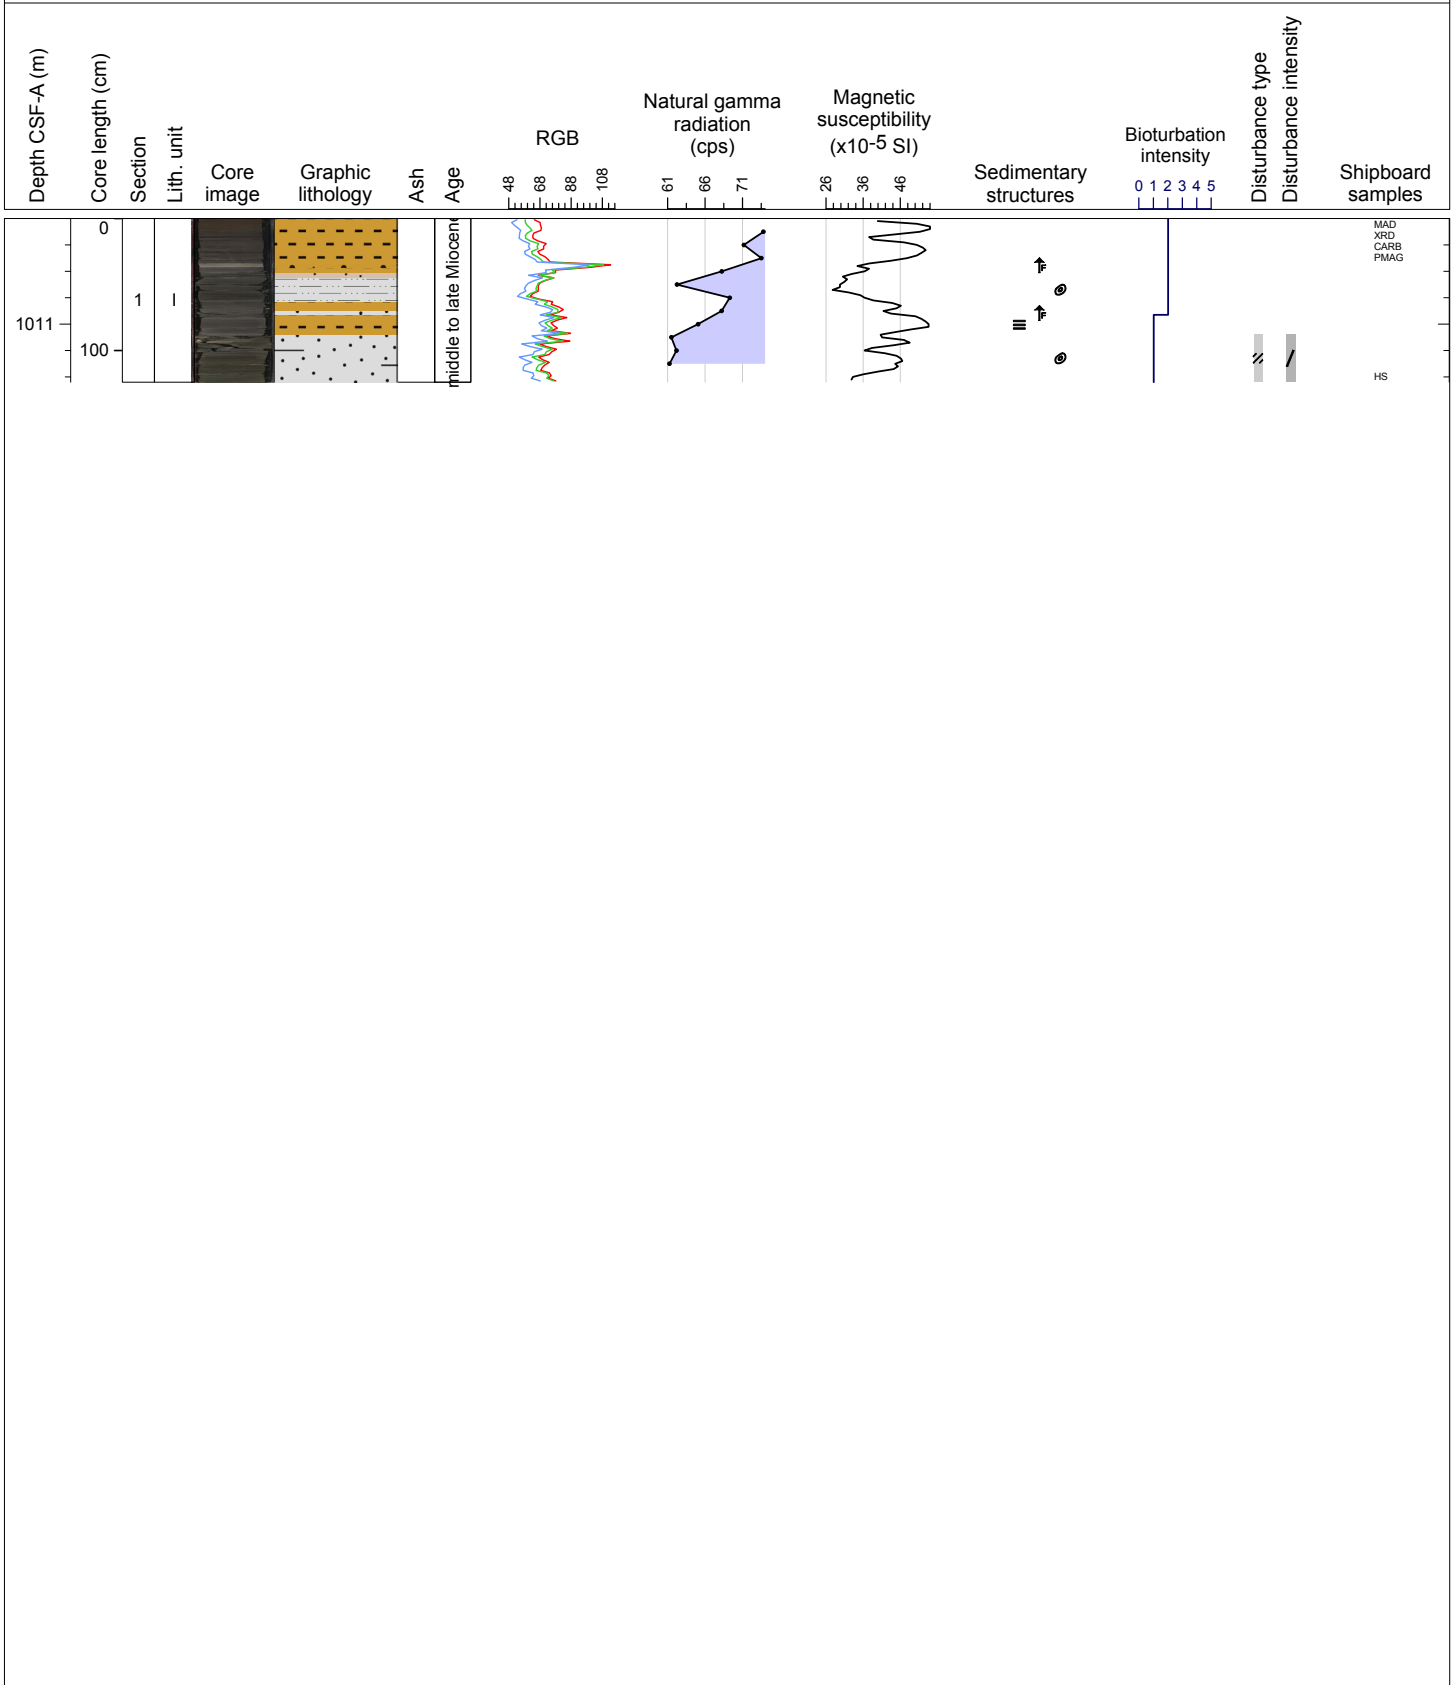 Depth CSF-A (m)
Core length (cm)
Section
Lith. unit
Core
image
Graphic
lithology
Ash
Age
RGB
48 68 88 108
Natural gamma
radiation
(cps)
61 66 71
Magnetic
susceptibility
(x10-5 SI)
26 36 46
Sedimentary
structures
Bioturbation
intensity
0 1 2 3 4 5
Disturbance type
Disturbance intensity
Shipboard
samples
1011
0
100
1
I
middle to late Miocene
F
F
MAD
XRD
CARB
PMAG
HS